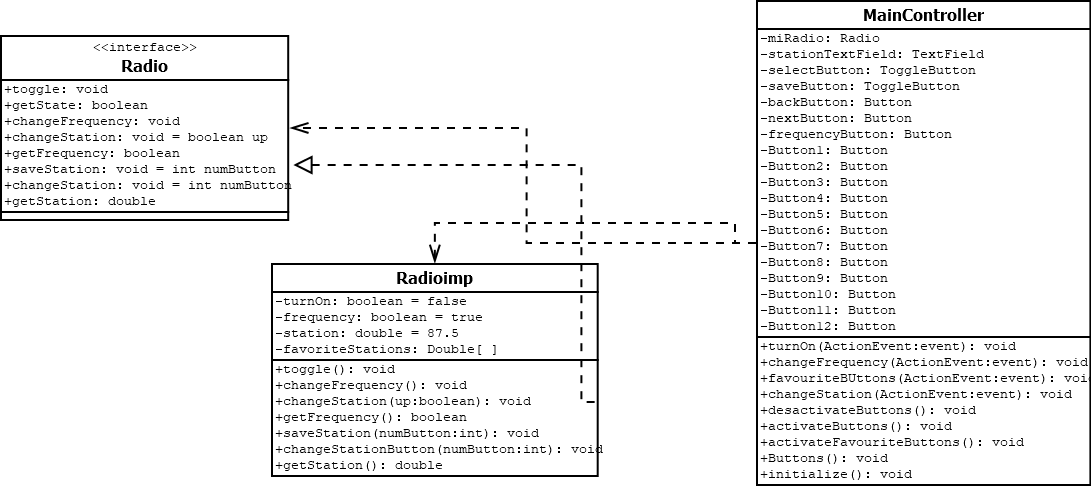 <<interface>>
Radio
+toggle: void
+getState: boolean
+changeFrequency: void
+changeStation: void = boolean up
+getFrequency: boolean
+saveStation: void = int numButton
+changeStation: void = int numButton
+getStation: double
Radioimp
-turnOn: boolean = false
-frequency: boolean = true
-station: double = 87.5
-favoriteStations: Double[ ]
+toggle(): void
+changeFrequency(): void
+changeStation(up:boolean): void
+getFrequency(): boolean
+saveStation(numButton:int): void
+changeStationButton(numButton:int): void
+getStation(): double
MainController
-miRadio: Radio
-stationTextField: TextField
-selectButton: ToggleButton
-saveButton: ToggleButton
-backButton: Button
-nextButton: Button
-frequencyButton: Button
-Button1: Button
-Button2: Button
-Button3: Button
-Button4: Button
-Button5: Button
-Button6: Button
-Button7: Button
-Button8: Button
-Button9: Button
-Button10: Button
-Button11: Button
-Button12: Button
+turnOn(ActionEvent:event): void
+changeFrequency(ActionEvent:event): void
+favouriteBUttons(ActionEvent:event): void
+changeStation(ActionEvent:event): void
+desactivateButtons(): void
+activateButtons(): void
+activateFavouriteButtons(): void
+Buttons(): void
+initialize(): void